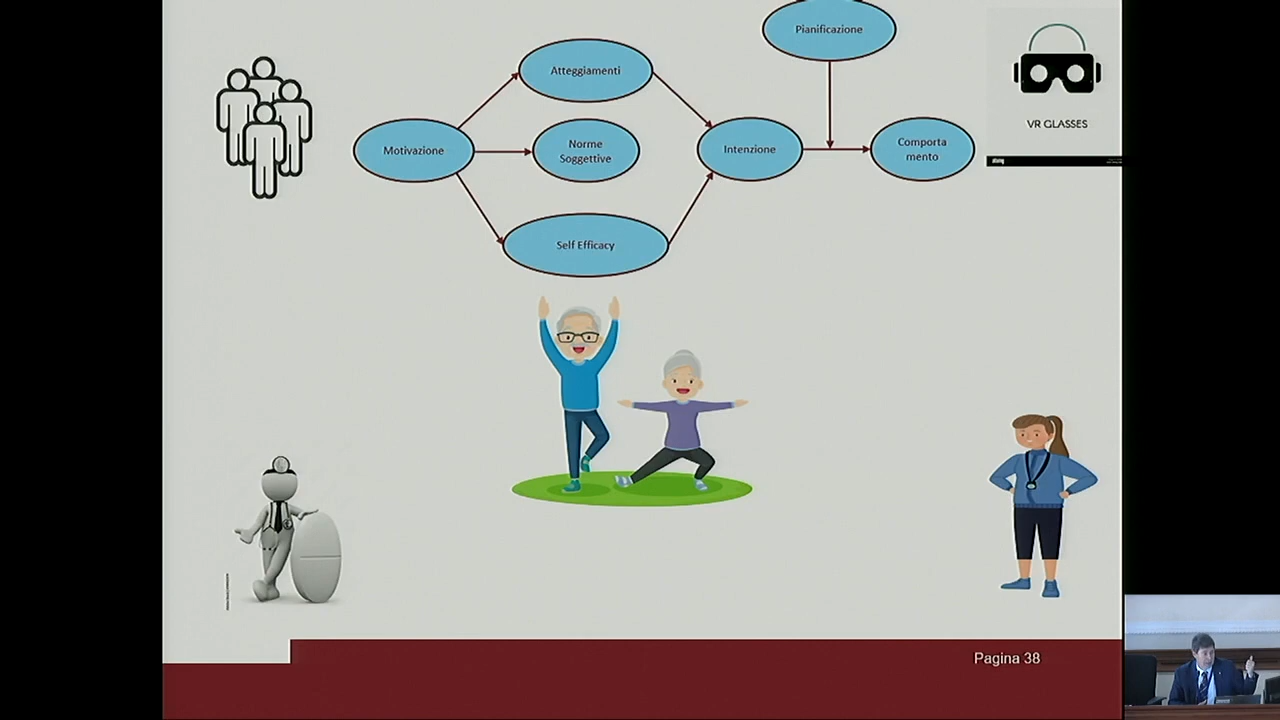 Pianificazione
Atteggiamenti
VR GLASSES
Motivazione
Norme
Soggettive
Intenzione
Comporta
mento
Self Efficacy
Pagina 38